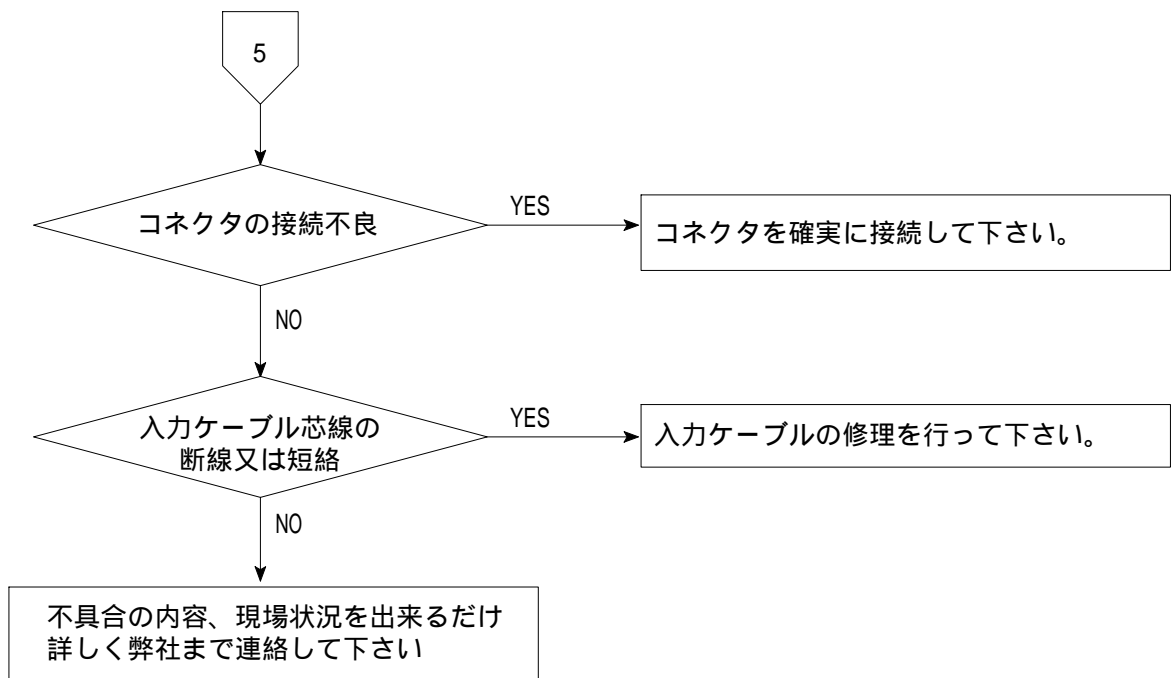 5
コネクタの接続不良
YES
コネクタを確実に接続して下さい。
NO
入力ケーブル芯線の
断線又は短絡
YES
入力ケーブルの修理を行って下さい。
NO
不具合の内容、現場状況を出来るだけ
詳しく弊社まで連絡して下さい